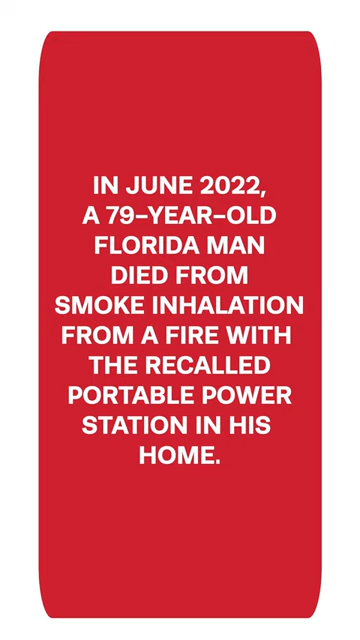 IN JUNE 2022,
A 79-YEAR-OLD
FLORIDA MAN
DIED FROM
SMOKE INHALATION
FROM A FIRE WITH
THE RECALLED
PORTABLE POWER
STATION IN HIS
HOME.